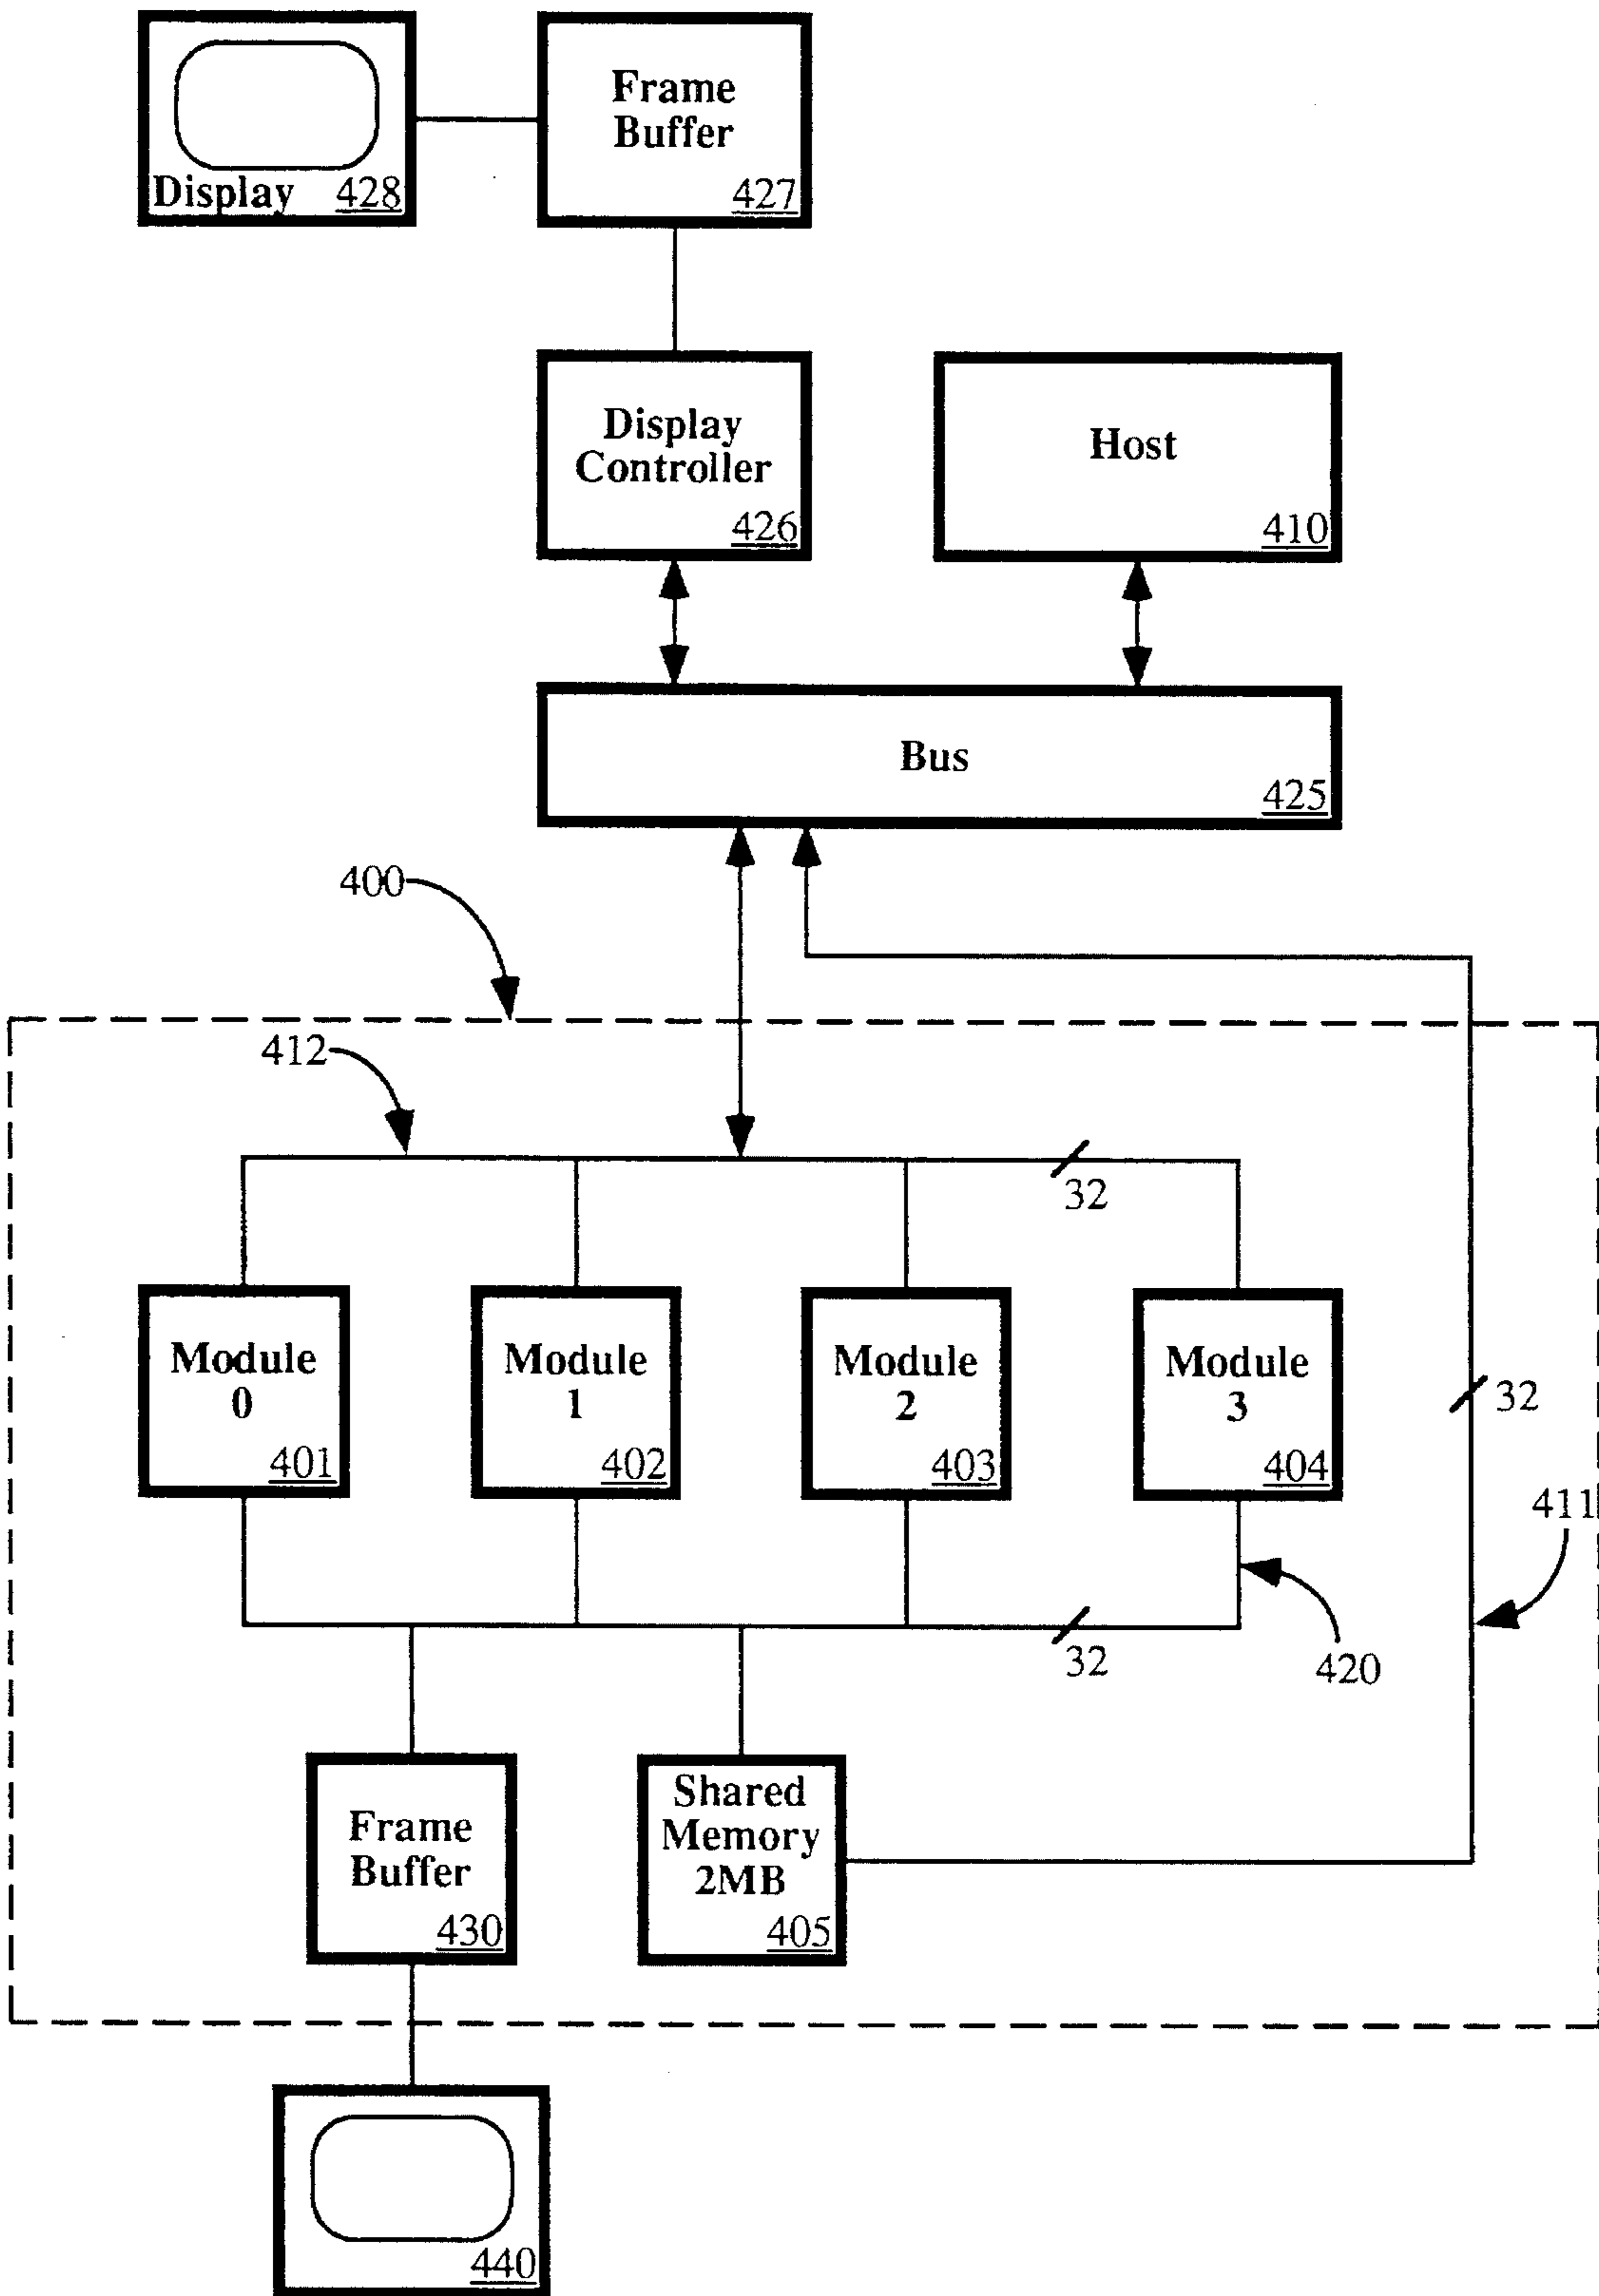 Frame
Buffer
427
Display 428
Display
Controller
426
Host
410
Bus
425
400
412
32
Module
0
401
Module
1
402
Module
2
403
Module
3
404
32
411
32
420
Frame
Buffer
430
Shared
Memory
2MB
405
440